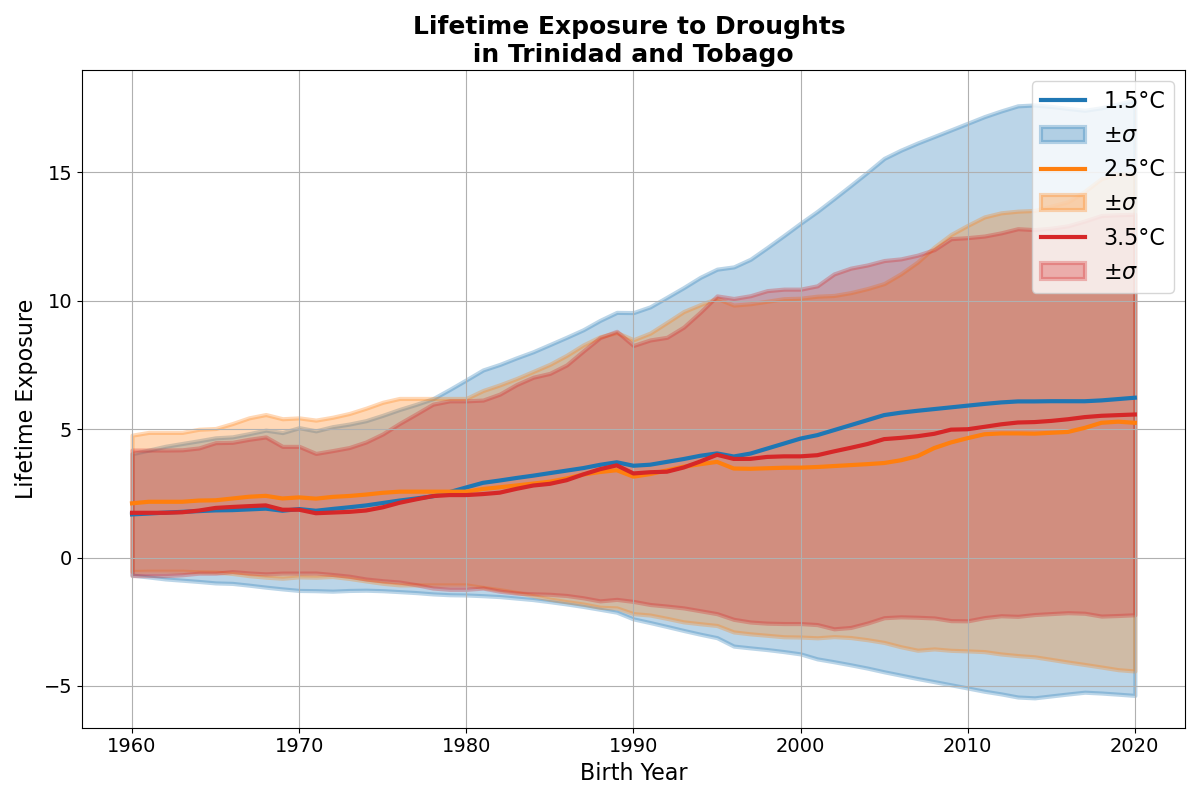 Lifetime Exposure to Droughts
in Trinidad and Tobago
Lifetime Exposure
15
10
5
0
−5
1960
1970
1980
1990
2000
2010
2020
Birth Year
1.5°C
±σ
2.5°C
±σ
3.5°C
±σ